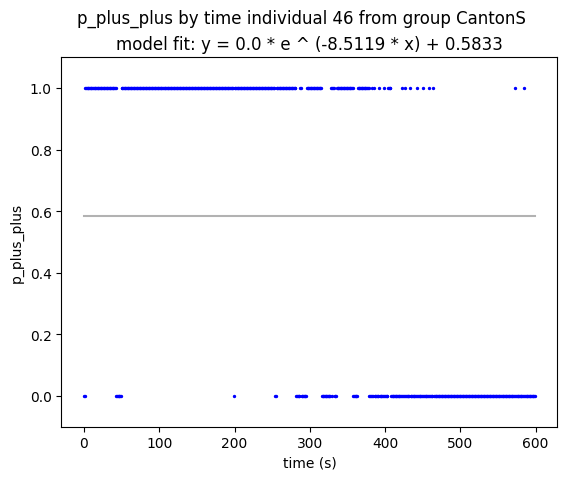 p_plus_plus by time individual 46 from group CantonS
model fit: y = 0.0 * e ^ (-8.5119 * x) + 0.5833
1.0
0.8
0.6
0.4
0.2
0.0
p_plus_plus
0 100 200 300 400 500 600
time (s)